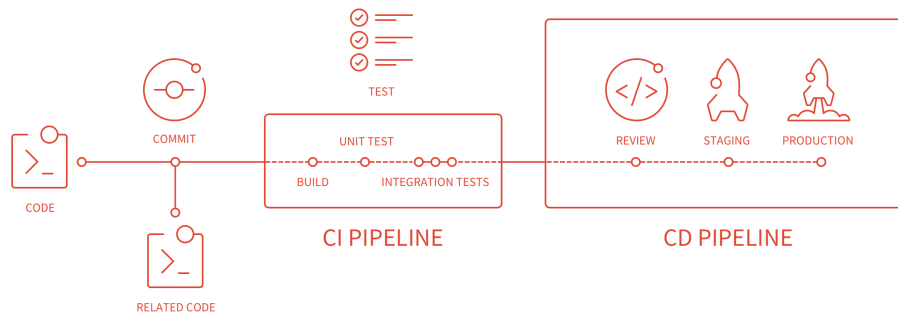 TEST
COMMIT
UNIT TEST
REVIEW
STAGING
PRODUCTION
BUILD
INTEGRATION TESTS
CODE
CI PIPELINE
CD PIPELINE
RELATED CODE